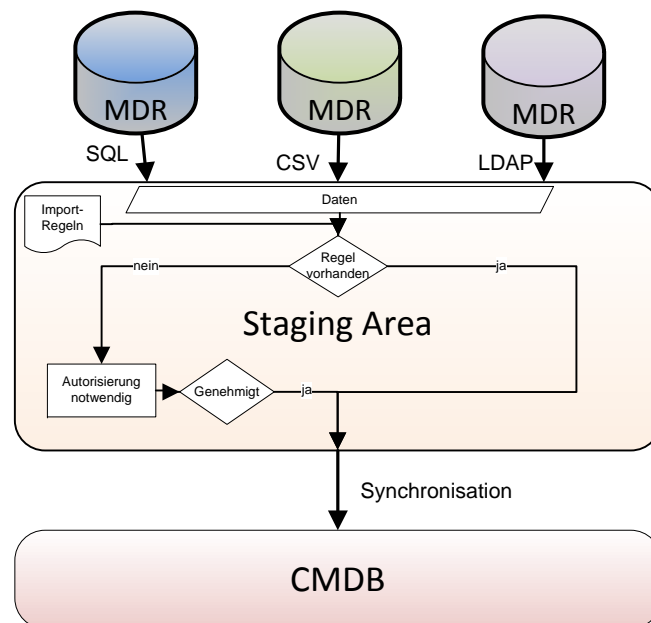 MDR
MDR
MDR
SQL
CSV
LDAP
Daten
Import-
Regeln
Regel
vorhanden
nein
ja
Staging Area
Autorisierung
notwendig
Genehmigt
ja
Synchronisation
CMDB